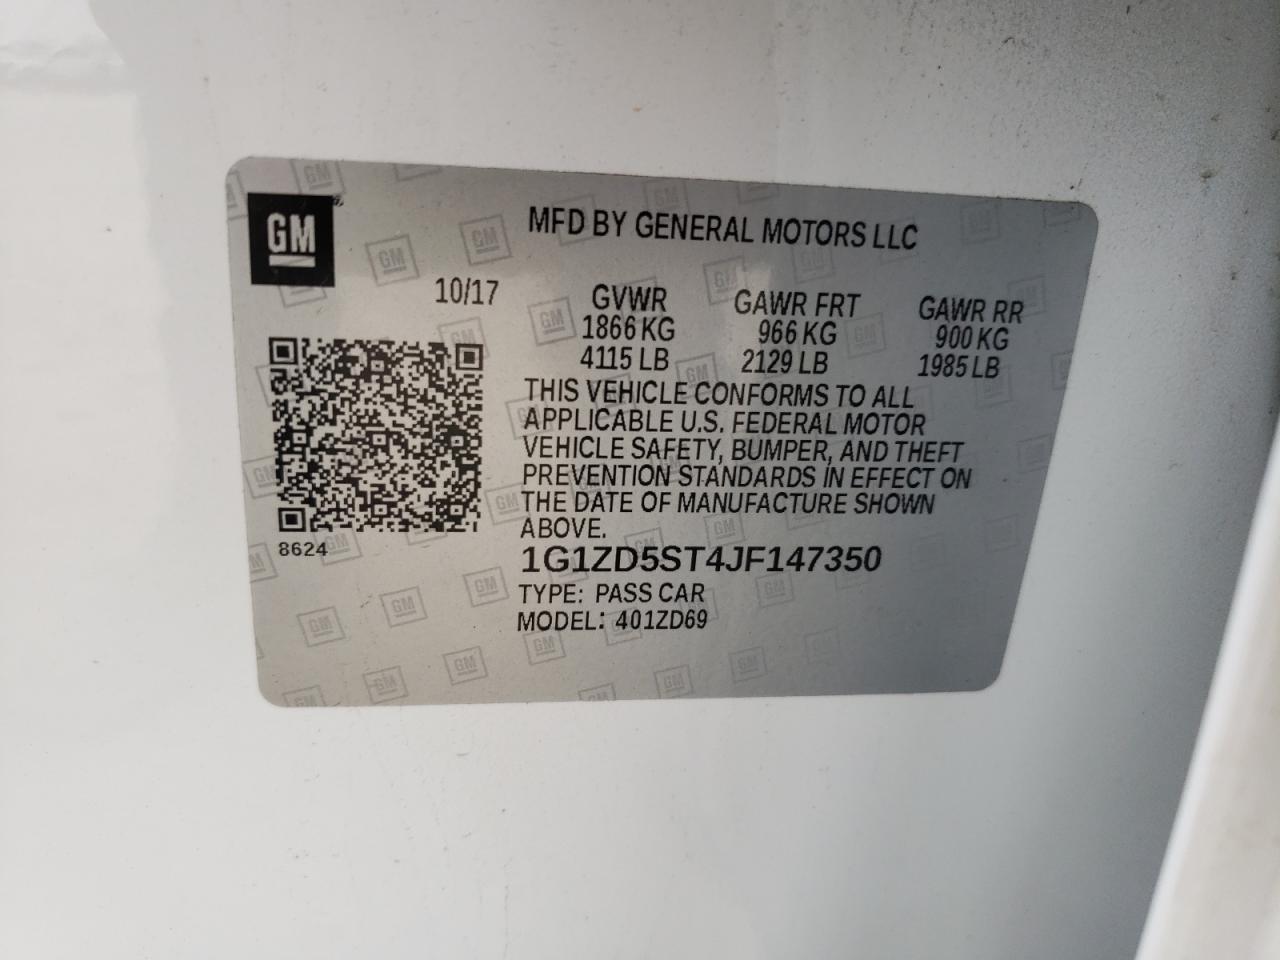 GM
MFD BY GENERAL MOTORS LLC
10/17
GVWR GAWR FRT GAWR RR
1866 KG 966 KG 900 KG
4115 LB 2129 LB 1985 LB
THIS VEHICLE CONFORMS TO ALL
APPLICABLE U.S. FEDERAL MOTOR
VEHICLE SAFETY, BUMPER, AND THEFT
PREVENTION STANDARDS IN EFFECT ON
THE DATE OF MANUFACTURE SHOWN
ABOVE.
8624
1G1ZD5ST4JF147350
TYPE: PASS CAR
MODEL: 401ZD69